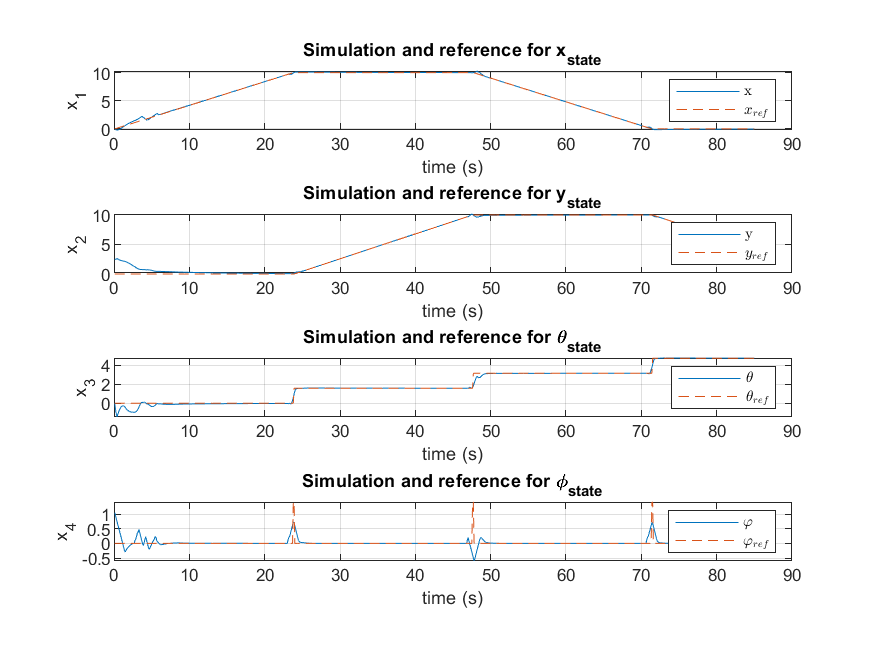 Simulation and reference for x_state
x_1
10
5
0
x
x_ref
0 10 20 30 40 50 60 70 80 90
time (s)
Simulation and reference for y_state
x_2
10
5
0
y
y_ref
0 10 20 30 40 50 60 70 80 90
time (s)
Simulation and reference for θ_state
x_3
4
2
0
θ
θ_ref
0 10 20 30 40 50 60 70 80 90
time (s)
Simulation and reference for ϕ_state
x_4
1
0.5
0
-0.5
φ
φ_ref
0 10 20 30 40 50 60 70 80 90
time (s)